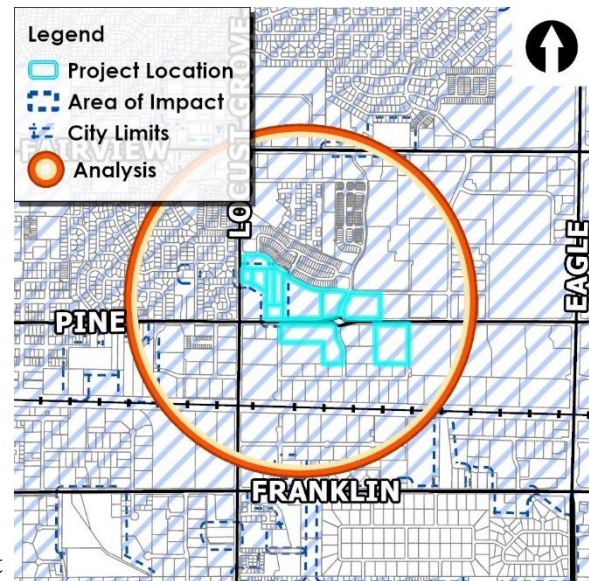 Legend
Project Location
Area of Impact
City Limits
Analysis
FAIRVIEW
LOCUST GROVE
EAGLE
PINE
FRANKLIN
t